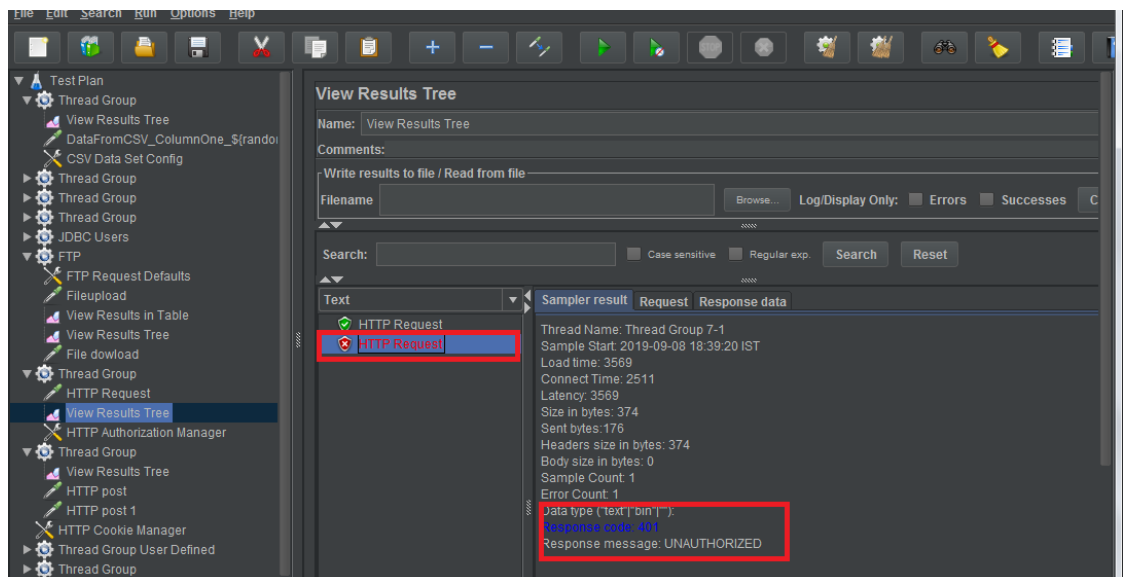 File Edit Search Run Options Help
Test Plan
Thread Group
View Results Tree
DataFromCSV_ColumnOne_${randoi
CSV Data Set Config
Thread Group
Thread Group
Thread Group
JDBC Users
FTP
FTP Request Defaults
Fileupload
View Results in Table
View Results Tree
File dowload
Thread Group
HTTP Request
View Results Tree
HTTP Authorization Manager
Thread Group
View Results Tree
HTTP post
HTTP post 1
HTTP Cookie Manager
Thread Group User Defined
Thread Group
View Results Tree
Name: View Results Tree
Comments:
Write results to file / Read from file
Filename Browse... Log/Display Only: Errors Successes C
Search: Case sensitive Regular exp. Search Reset
Text
HTTP Request
HTTP Request
Sampler result Request Response data
Thread Name: Thread Group 7-1
Sample Start: 2019-09-08 18:39:20 IST
Load time: 3569
Connect Time: 2511
Latency: 3569
Size in bytes: 374
Sent bytes:176
Headers size in bytes: 374
Body size in bytes: 0
Sample Count: 1
Error Count: 1
Data type ("text"|"bin"|""):
Response code: 401
Response message: UNAUTHORIZED